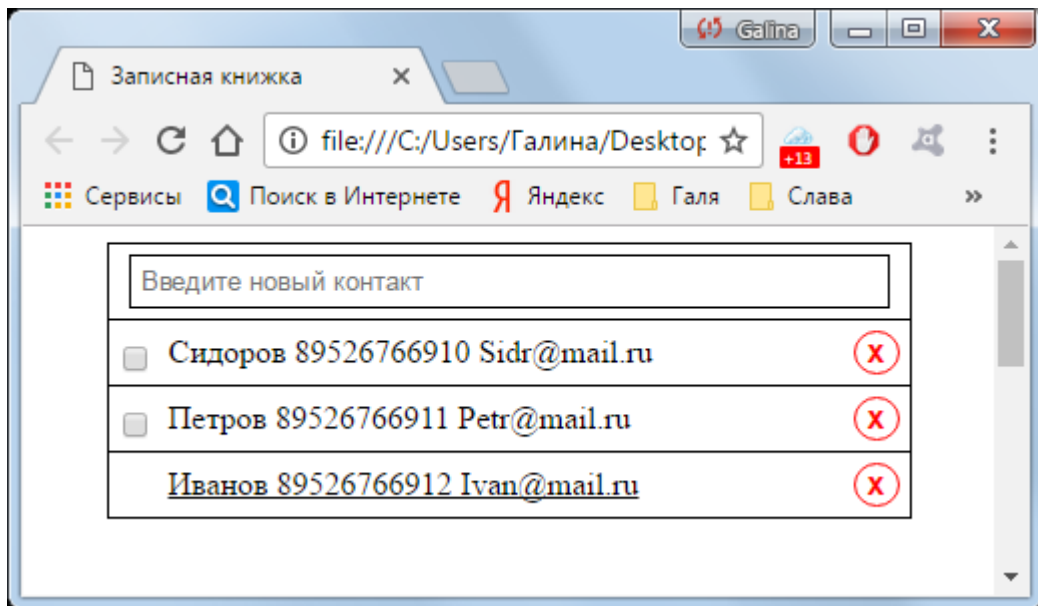 Galina
Записная книжка
file:///C:/Users/Галина/Desktop
+13
Сервисы Поиск в Интернете Яндекс Галя Слава »
Введите новый контакт
Сидоров 89526766910 Sidr@mail.ru X
Петров 89526766911 Petr@mail.ru X
Иванов 89526766912 Ivan@mail.ru X